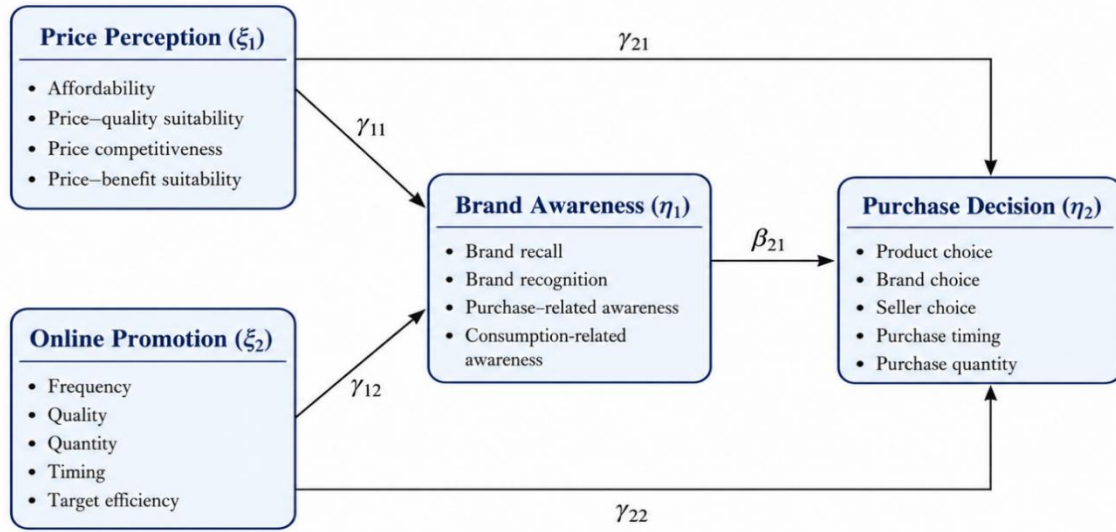 Price Perception (ξ₁)
• Affordability
• Price–quality suitability
• Price competitiveness
• Price–benefit suitability
γ₂₁
γ₁₁
Brand Awareness (η₁)
• Brand recall
• Brand recognition
• Purchase–related awareness
• Consumption-related
awareness
β₂₁
Purchase Decision (η₂)
• Product choice
• Brand choice
• Seller choice
• Purchase timing
• Purchase quantity
Online Promotion (ξ₂)
• Frequency
• Quality
• Quantity
• Timing
• Target efficiency
γ₁₂
γ₂₂